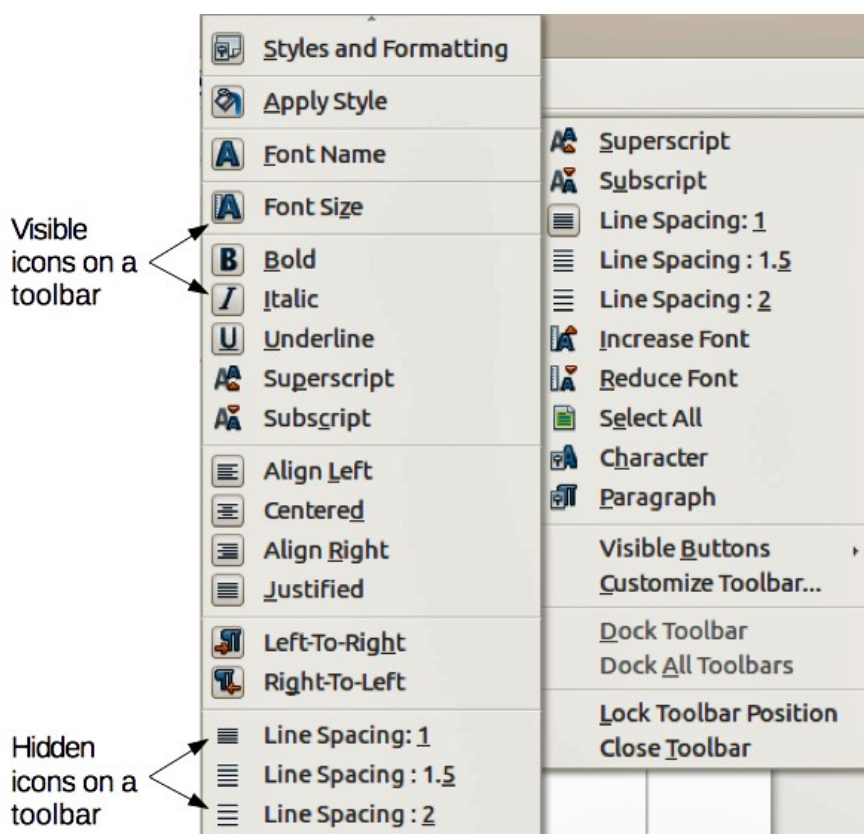 Styles and Formatting
Apply Style
Font Name
Font Size
Bold
Italic
Underline
Superscript
Subscript
Align Left
Centered
Align Right
Justified
Left-To-Right
Right-To-Left
Line Spacing: 1
Line Spacing : 1.5
Line Spacing : 2
Superscript
Subscript
Line Spacing: 1
Line Spacing : 1.5
Line Spacing : 2
Increase Font
Reduce Font
Select All
Character
Paragraph
Visible Buttons
Customize Toolbar...
Dock Toolbar
Dock All Toolbars
Lock Toolbar Position
Close Toolbar
Visible
icons on a
toolbar
Hidden
icons on a
toolbar